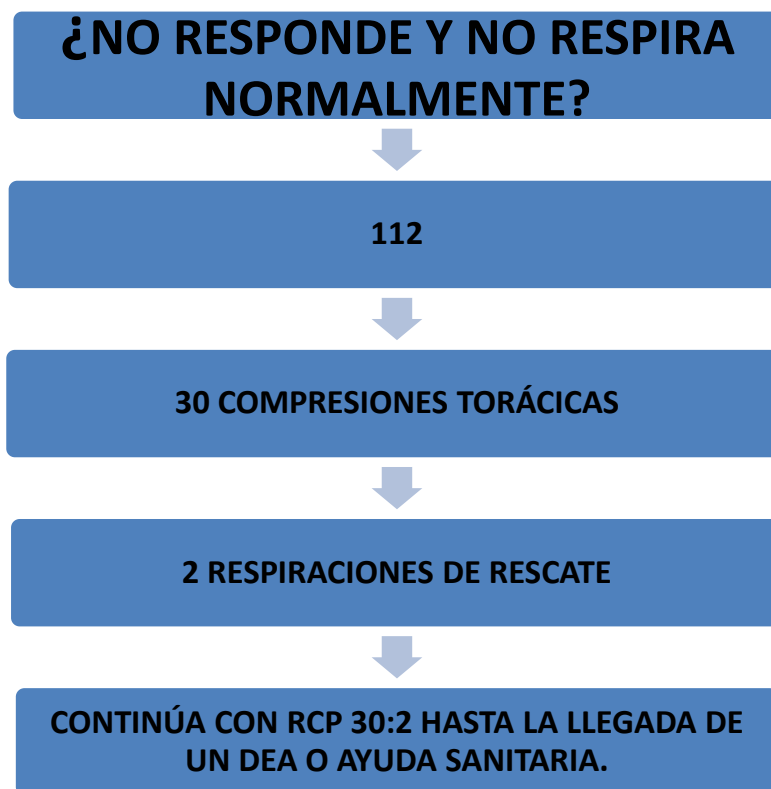 ¿NO RESPONDE Y NO RESPIRA
NORMALMENTE?
112
30 COMPRESIONES TORÁCICAS
2 RESPIRACIONES DE RESCATE
CONTINÚA CON RCP 30:2 HASTA LA LLEGADA DE
UN DEA O AYUDA SANITARIA.